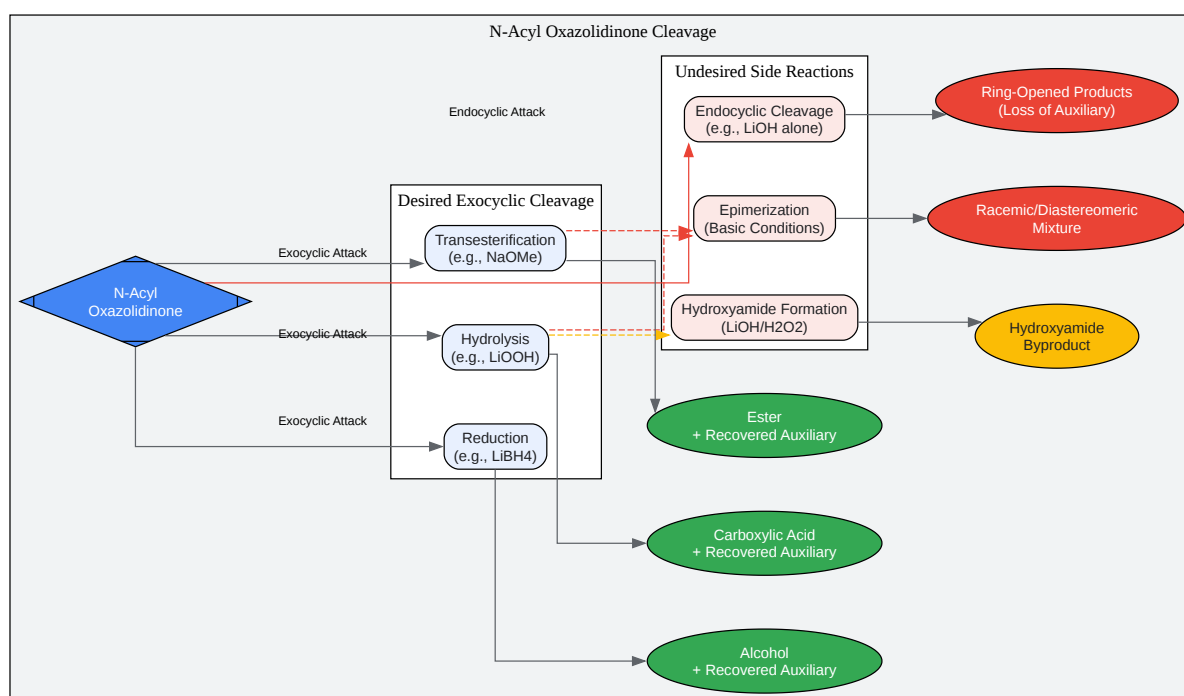 N-Acyl Oxazolidinone Cleavage
Undesired Side Reactions
Endocyclic Attack
Endocyclic Cleavage
(e.g., LiOH alone)
Ring-Opened Products
(Loss of Auxiliary)
Desired Exocyclic Cleavage
Epimerization
(Basic Conditions)
Racemic/Diastereomeric
Mixture
Exocyclic Attack
Transesterification
(e.g., NaOMe)
N-Acyl
Oxazolidinone
Hydroxyamide Formation
(LiOH/H2O2)
Hydroxyamide
Byproduct
Exocyclic Attack
Hydrolysis
(e.g., LiOOH)
Exocyclic Attack
Reduction
(e.g., LiBH4)
Ester
+ Recovered Auxiliary
Carboxylic Acid
+ Recovered Auxiliary
Alcohol
+ Recovered Auxiliary